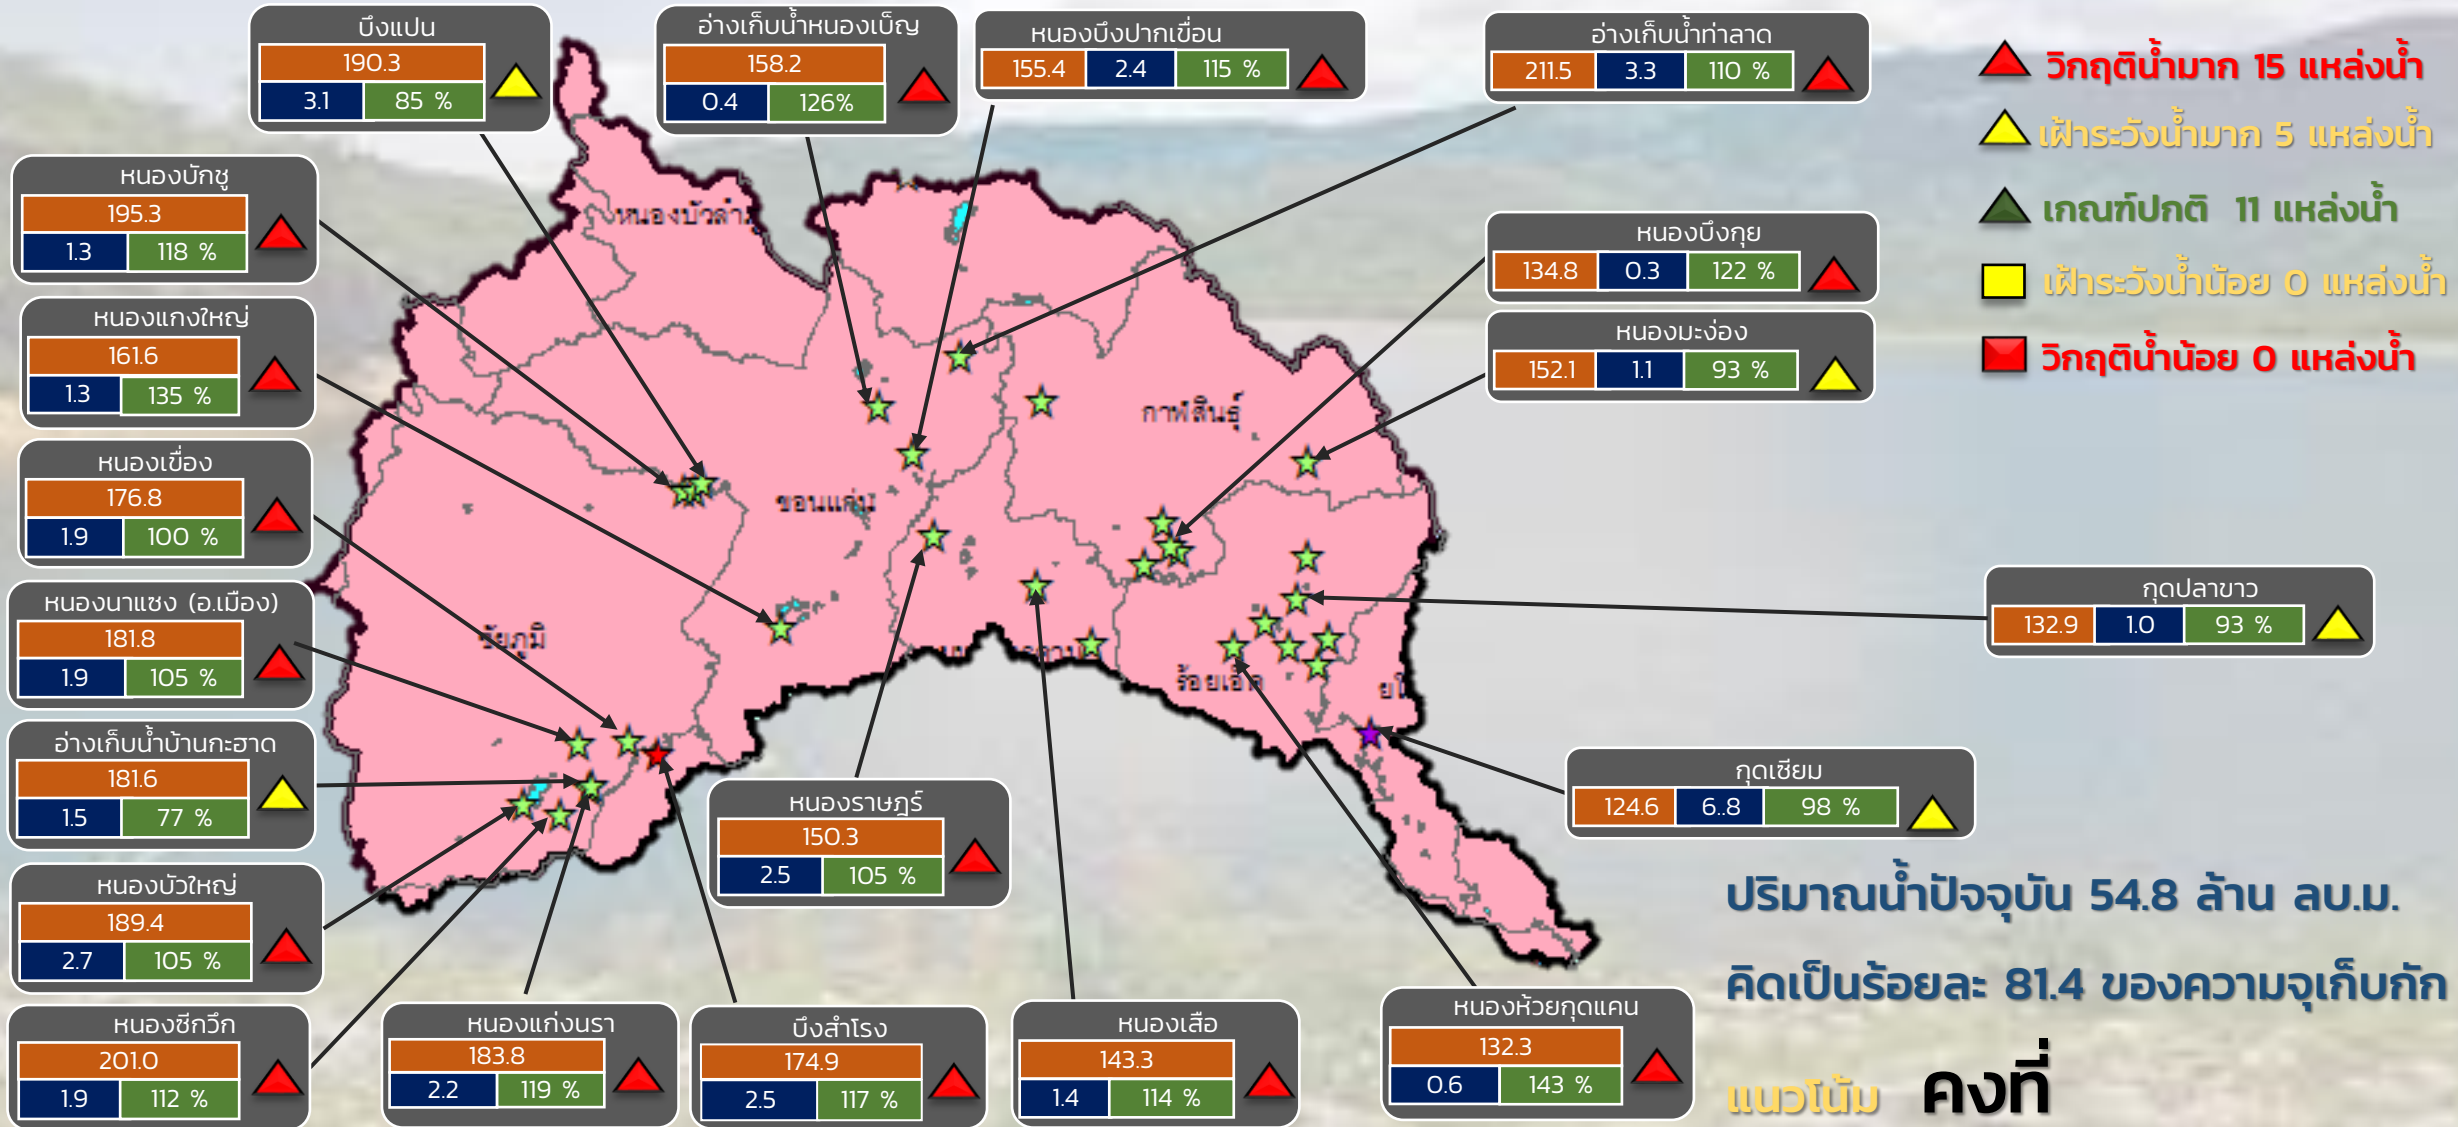 บึงแปน
190.3
3.1 85 %
อ่างเก็บน้ำหนองเบ็ญ
158.2
0.4 126%
หนองบึงปากเขื่อน
155.4 2.4 115 %
อ่างเก็บน้ำท่าลาด
211.5 3.3 110 %
วิกฤติน้ำมาก 15 แหล่งน้ำ
เฝ้าระวังน้ำมาก 5 แหล่งน้ำ
เกณฑ์ปกติ 11 แหล่งน้ำ
เฝ้าระวังน้ำน้อย 0 แหล่งน้ำ
วิกฤติน้ำน้อย 0 แหล่งน้ำ
หนองบักชู
195.3
1.3 118 %
หนองแกงใหญ่
161.6
1.3 135 %
หนองเขื่อง
176.8
1.9 100 %
หนองนาแซง (อ.เมือง)
181.8
1.9 105 %
อ่างเก็บน้ำบ้านกะฮาด
181.6
1.5 77 %
หนองบัวใหญ่
189.4
2.7 105 %
หนองซีกวึก
201.0
1.9 112 %
หนองแก่งนรา
183.8
2.2 119 %
บึงสำโรง
174.9
2.5 117 %
หนองราษฎร์
150.3
2.5 105 %
หนองเสือ
143.3
1.4 114 %
หนองห้วยกุดแคน
132.3
0.6 143 %
หนองบึงกุย
134.8 0.3 122 %
หนองมะง่อง
152.1 1.1 93 %
กุดปลาขาว
132.9 1.0 93 %
กุดเซียม
124.6 6..8 98 %
กาฬสินธุ์
ขอนแก่น
ชัยภูมิ
ร้อยเอ็ด
ปริมาณน้ำปัจจุบัน 54.8 ล้าน ลบ.ม.
คิดเป็นร้อยละ 81.4 ของความจุเก็บกัก
แนวโน้ม คงที่